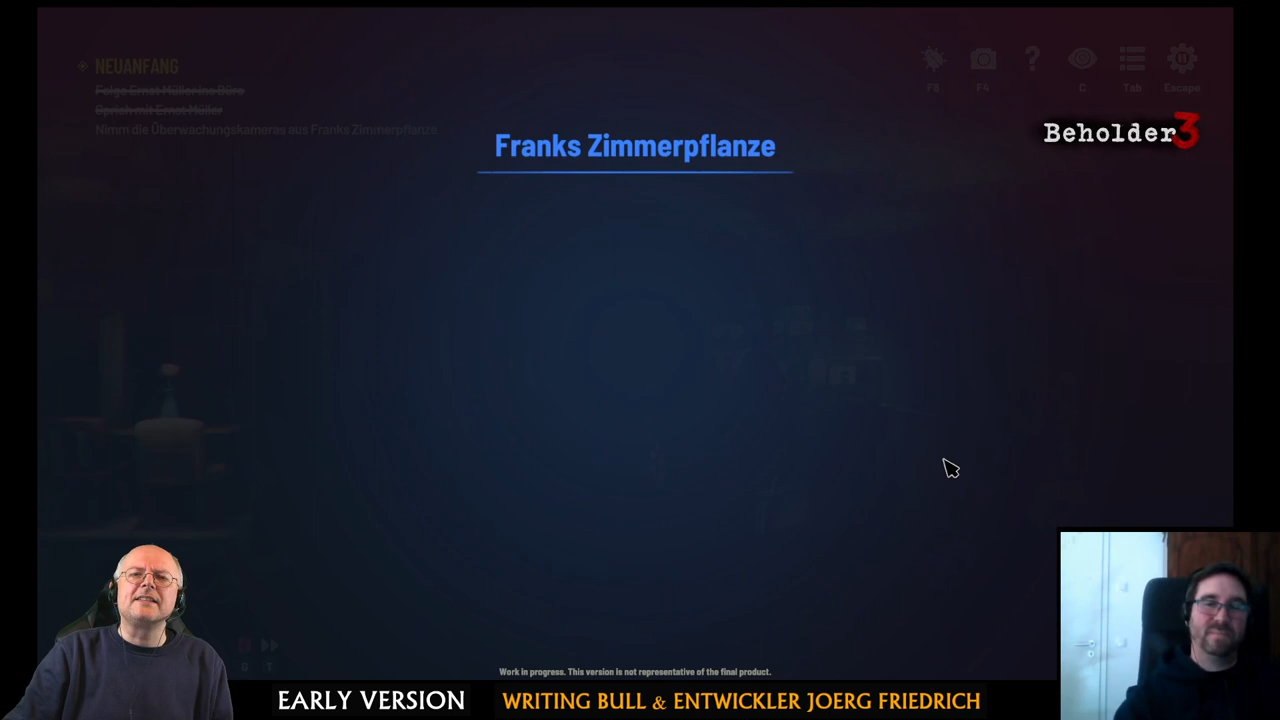 NEUANFANG
Folge Ernst Müller ins Büro
Sprich mit Ernst Müller
Nimm die Überwachungskameras aus Franks Zimmerpflanze
F8 F4 C Tab Escape
Beholder 3
Franks Zimmerpflanze
G T
Work in progress. This version is not representative of the final product.
EARLY VERSION
WRITING BULL & ENTWICKLER JOERG FRIEDRICH